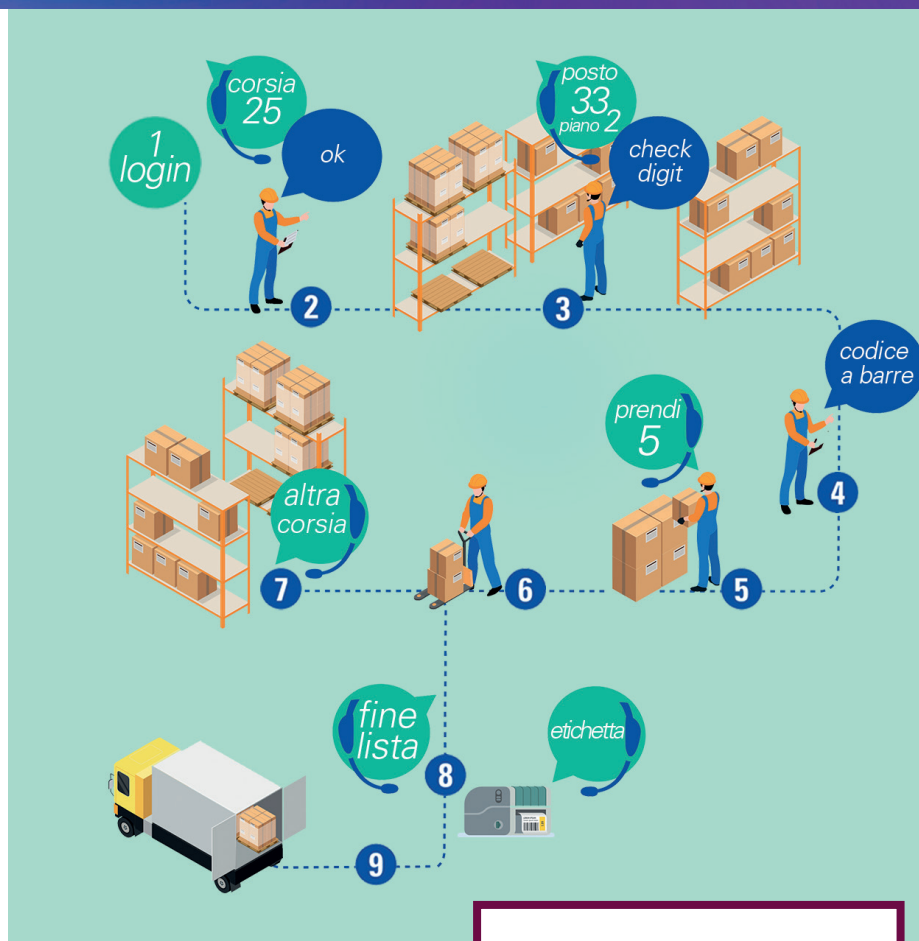 1
login
corsia
25
ok
2
posto
33
piano 2
check
digit
3
codice
a barre
4
prendi
5
5
6
altra
corsia
7
fine
lista
8
etichetta
9